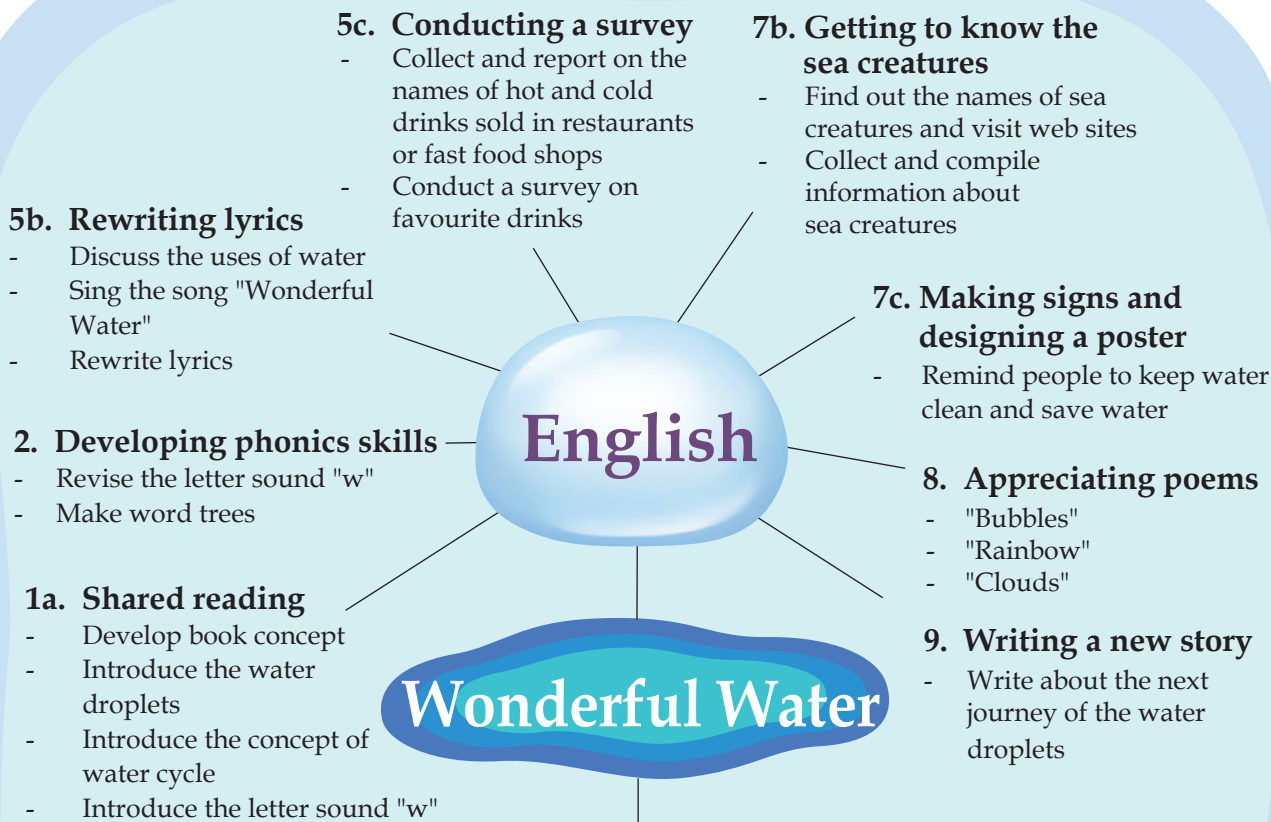 5c. Conducting a survey
- Collect and report on the
names of hot and cold
drinks sold in restaurants
or fast food shops
- Conduct a survey on
favourite drinks
7b. Getting to know the
sea creatures
- Find out the names of sea
creatures and visit web sites
- Collect and compile
information about
sea creatures
5b. Rewriting lyrics
- Discuss the uses of water
- Sing the song "Wonderful
Water"
- Rewrite lyrics
7c. Making signs and
designing a poster
- Remind people to keep water
clean and save water
English
2. Developing phonics skills
- Revise the letter sound "w"
- Make word trees
8. Appreciating poems
- "Bubbles"
- "Rainbow"
- "Clouds"
1a. Shared reading
- Develop book concept
- Introduce the water
droplets
- Introduce the concept of
water cycle
- Introduce the letter sound "w"
Wonderful Water
9. Writing a new story
- Write about the next
journey of the water
droplets